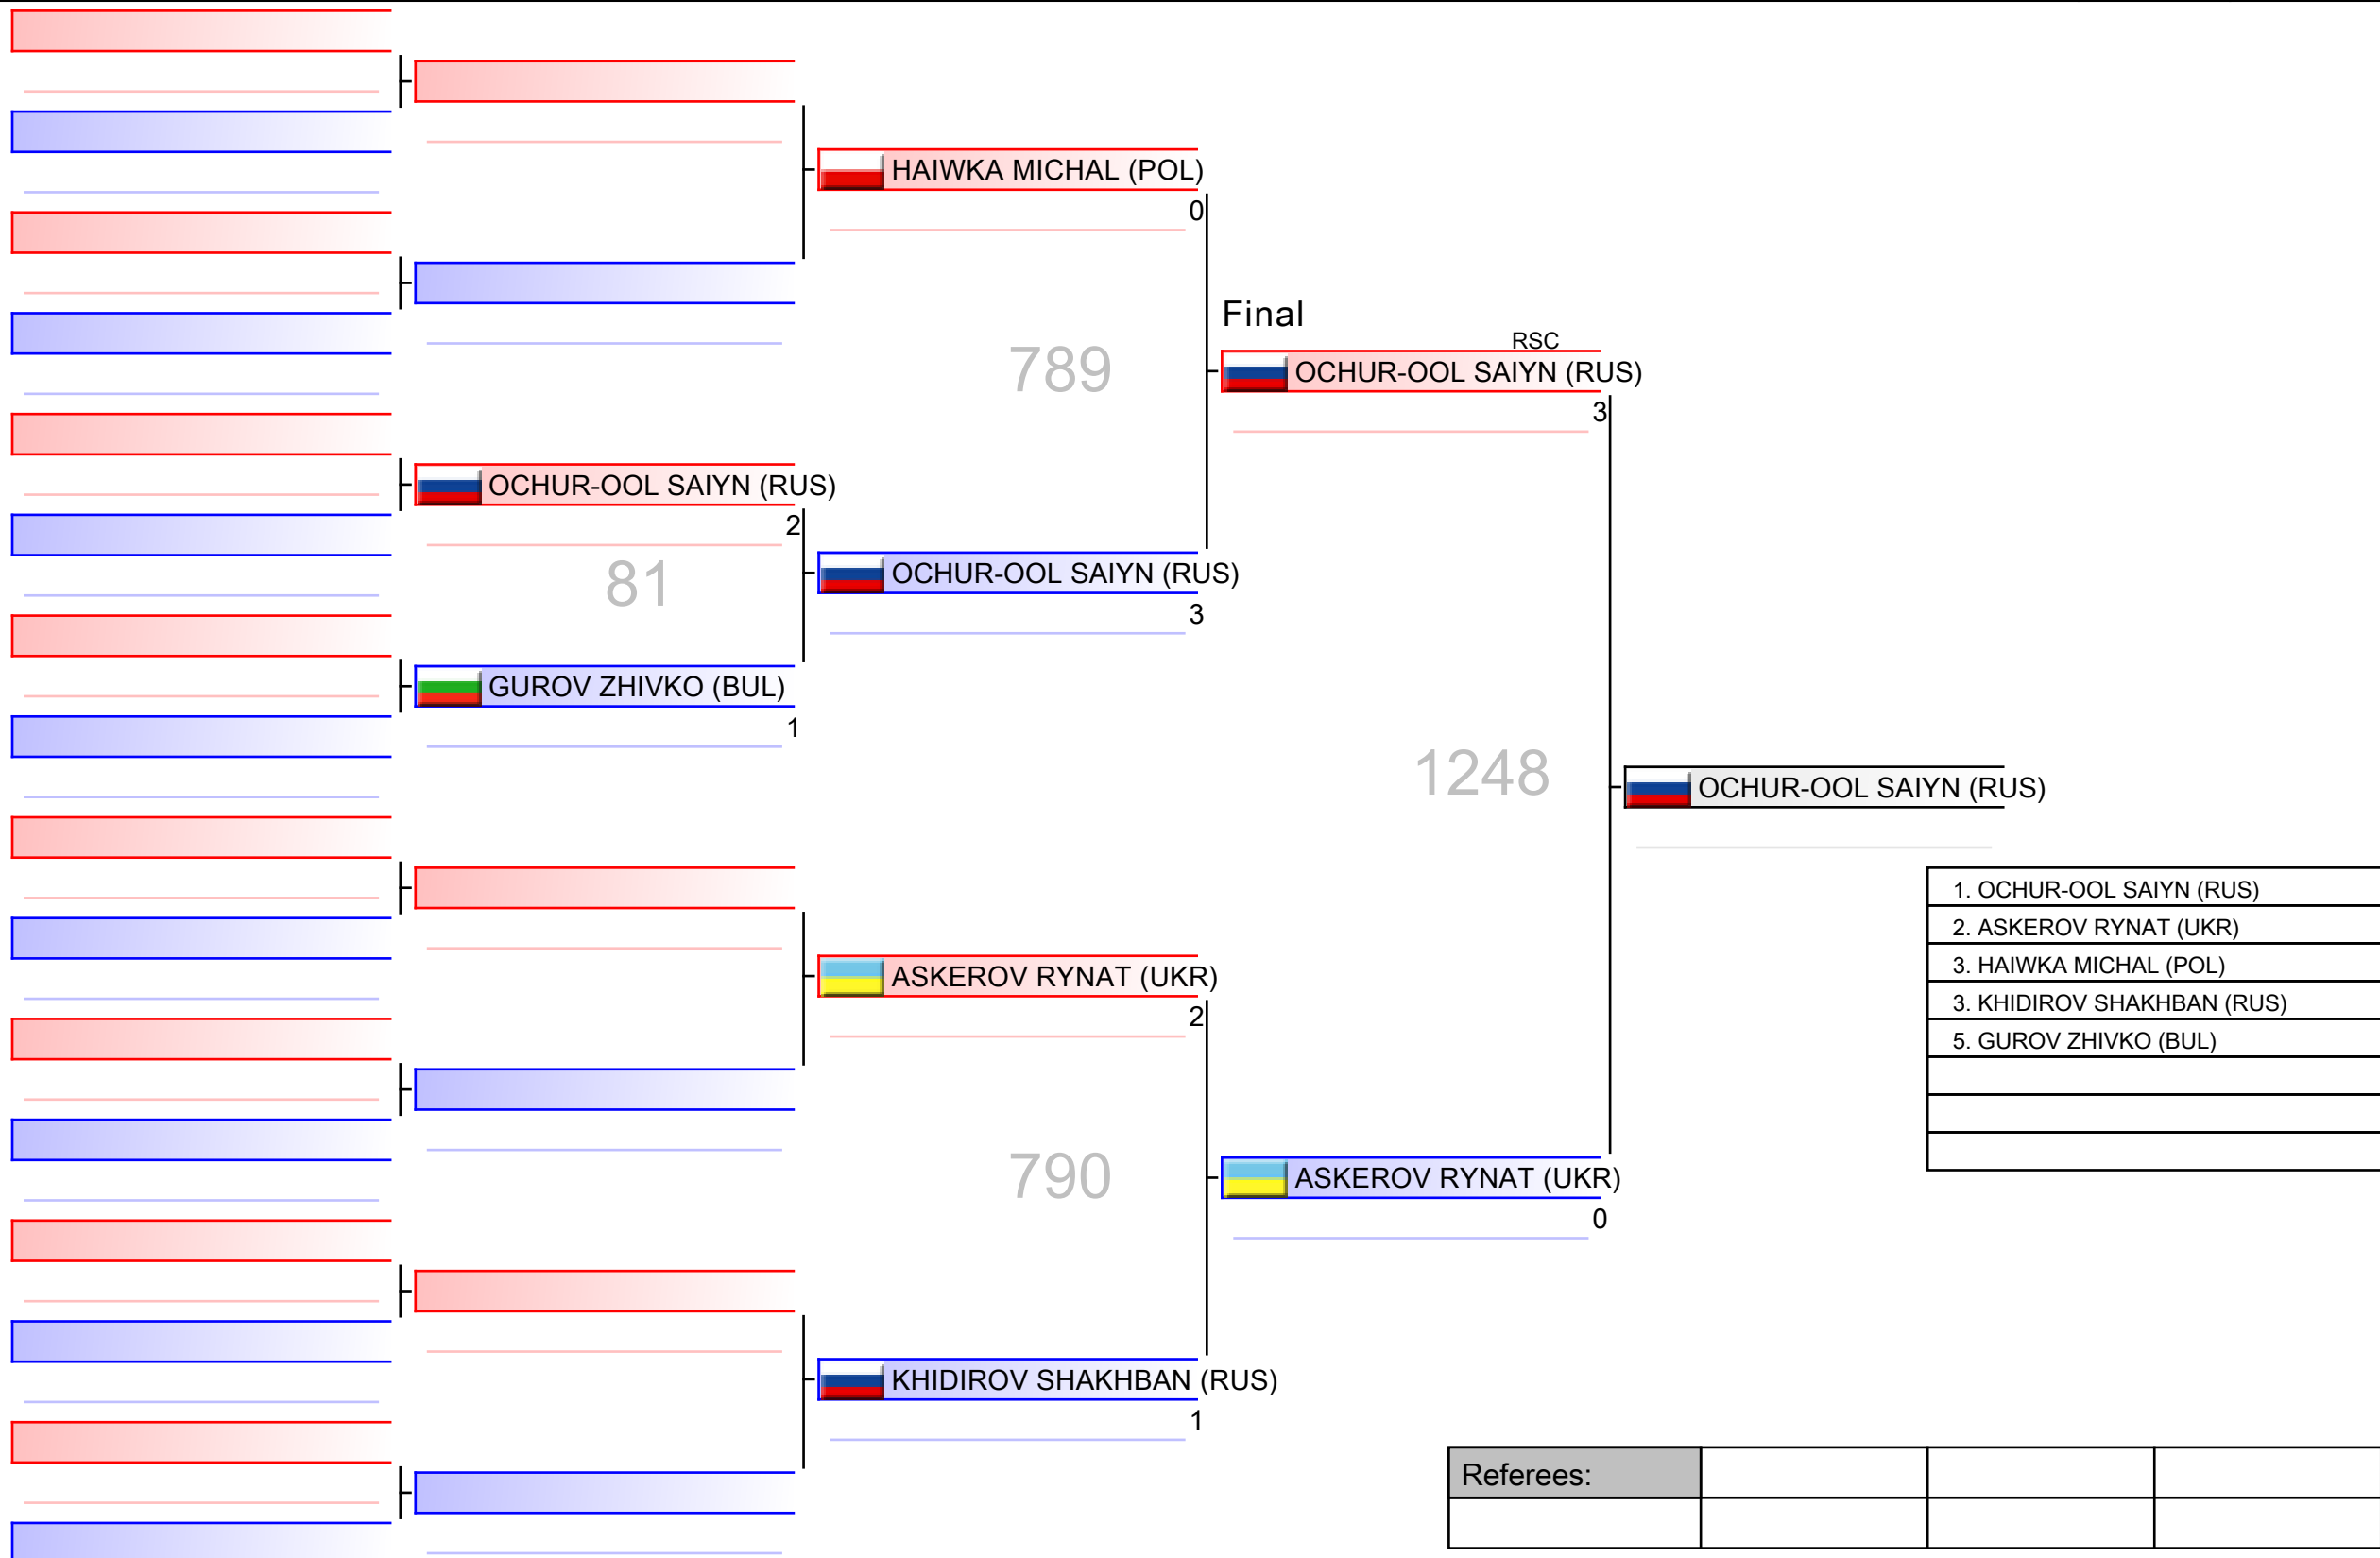 HAIWKA MICHAL (POL)
0
Final
RSC
789
OCHUR-OOL SAIYN (RUS)
3
OCHUR-OOL SAIYN (RUS)
2
81
OCHUR-OOL SAIYN (RUS)
3
GUROV ZHIVKO (BUL)
1
1248
OCHUR-OOL SAIYN (RUS)
1. OCHUR-OOL SAIYN (RUS)
2. ASKEROV RYNAT (UKR)
3. HAIWKA MICHAL (POL)
3. KHIDIROV SHAKHBAN (RUS)
5. GUROV ZHIVKO (BUL)
ASKEROV RYNAT (UKR)
2
790
ASKEROV RYNAT (UKR)
0
KHIDIROV SHAKHBAN (RUS)
1
Referees: